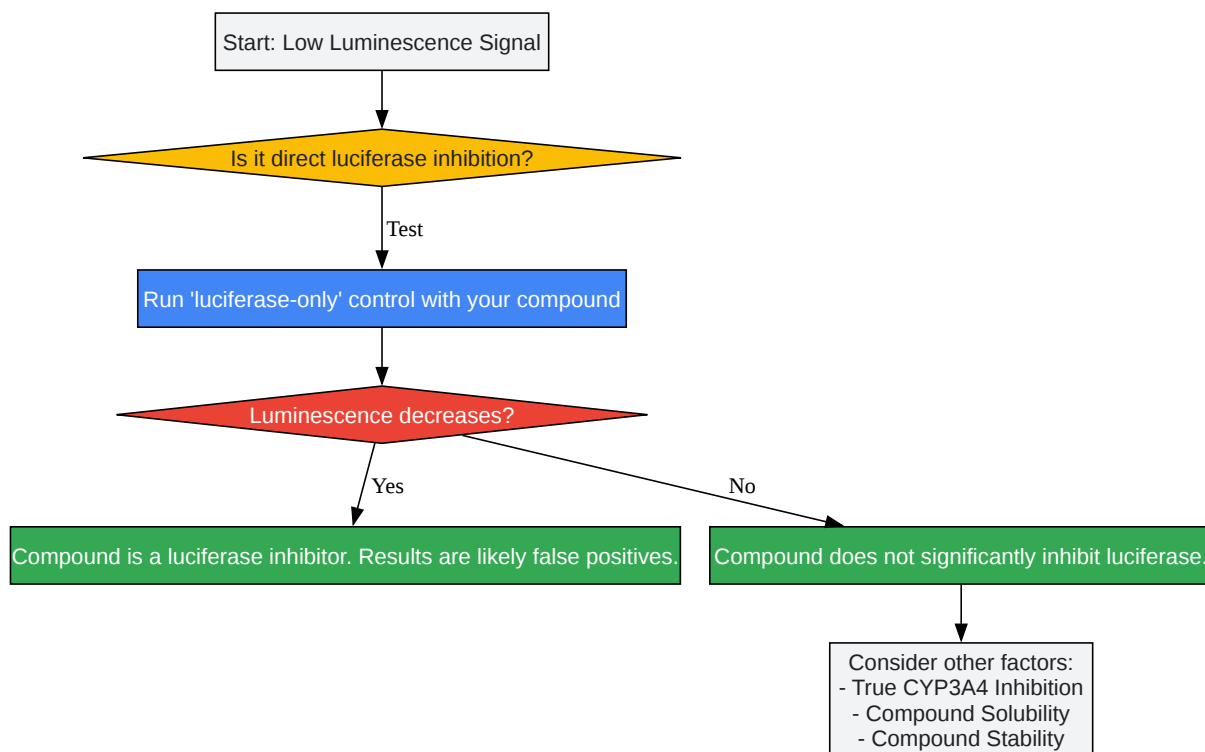 Start: Low Luminescence Signal
Is it direct luciferase inhibition?
Test
Run 'luciferase-only' control with your compound
Luminescence decreases?
Yes
No
Compound is a luciferase inhibitor. Results are likely false positives.
Compound does not significantly inhibit luciferase.
Consider other factors:
- True CYP3A4 Inhibition
- Compound Solubility
- Compound Stability